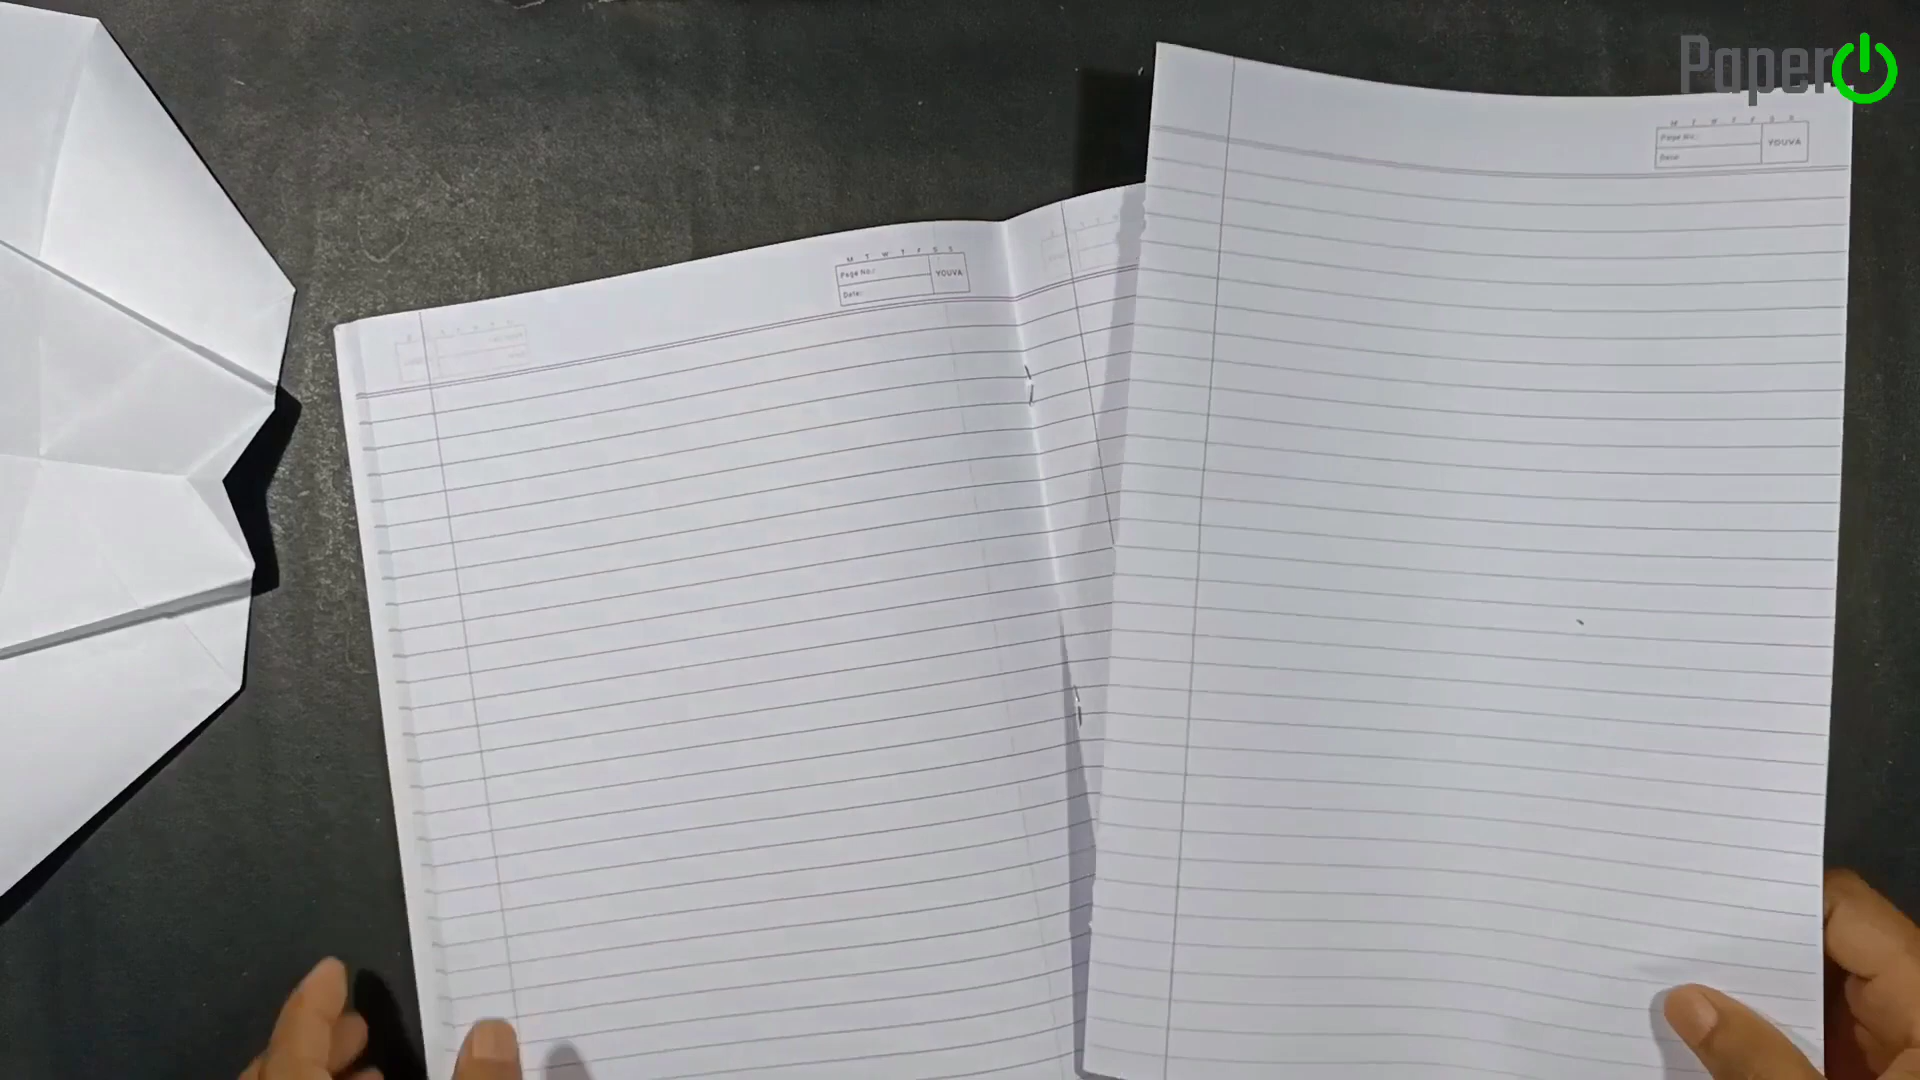 Paper
M T W T F S S
Page No.:
YOUVA
Date:
M T W T F S S
Page No.:
YOUVA
Date: